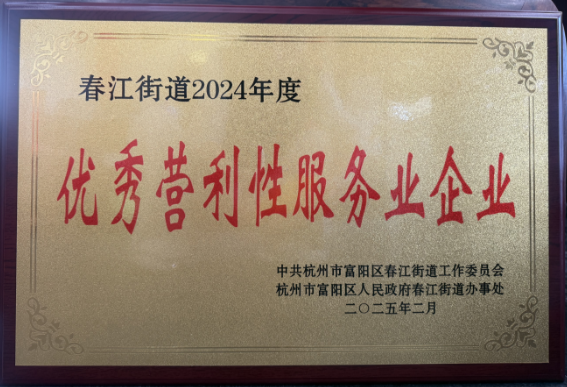 春江街道2024年度
优秀营利性服务业企业
中共杭州市富阳区春江街道工作委员会
杭州市富阳区人民政府春江街道办事处
二〇二五年二月